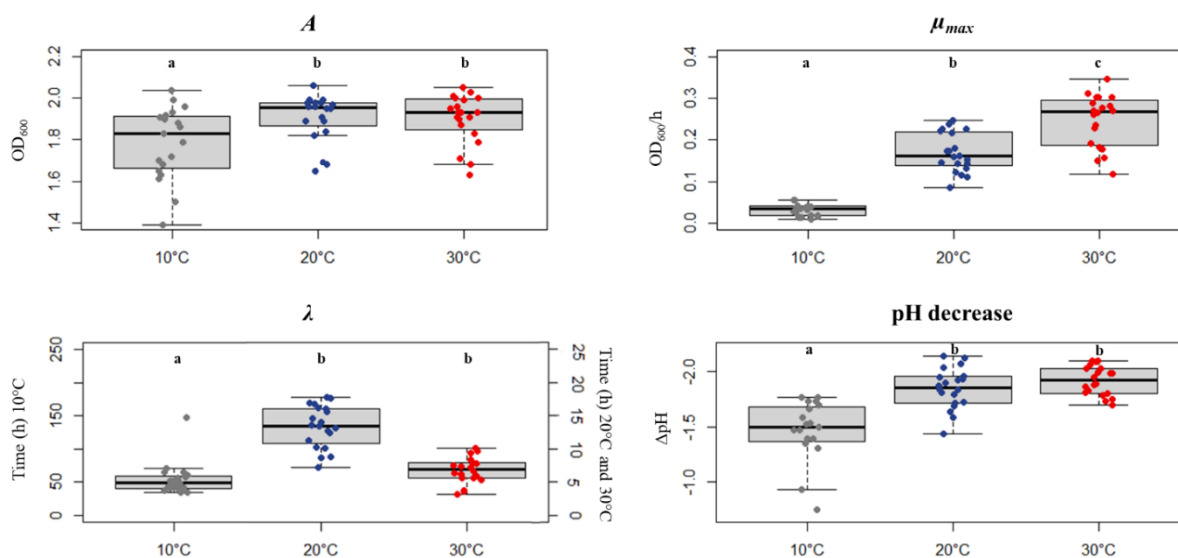 A
OD600
2.2
2.0
1.8
1.6
1.4
a
b
b
10°C
20°C
30°C
μmax
OD600/h
0.4
0.3
0.2
0.1
0.0
a
b
c
10°C
20°C
30°C
λ
Time (h) 10°C
250
150
50
0
a
b
b
25
20
15
10
5
0
Time (h) 20°C and 30°C
10°C
20°C
30°C
pH decrease
ΔpH
-2.0
-1.5
-1.0
a
b
b
10°C
20°C
30°C